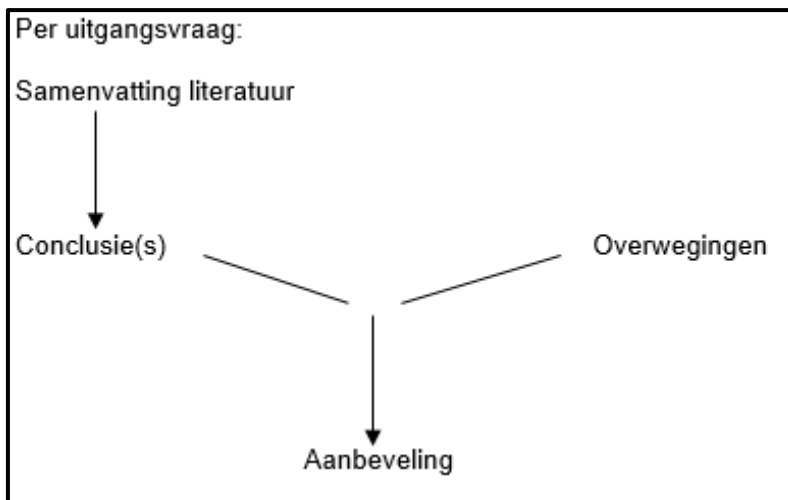 Per uitgangsvraag:
Samenvatting literatuur
Conclusie(s)
Overwegingen
Aanbeveling